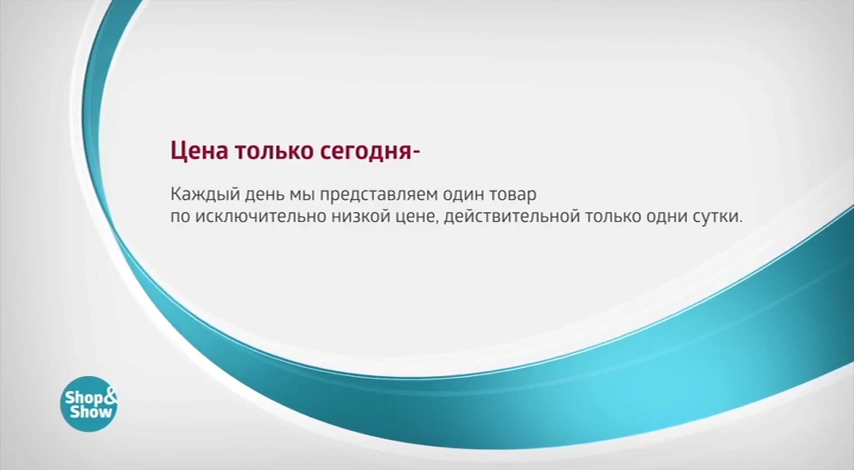 Цена только сегодня-
Каждый день мы представляем один товар
по исключительно низкой цене, действительной только одни сутки.
Shop&
Show